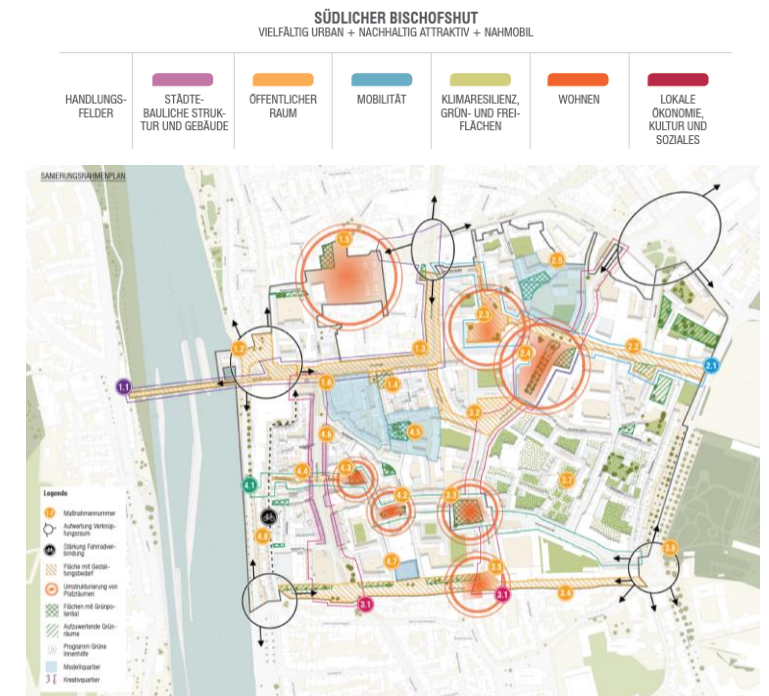 SÜDLICHER BISCHOFSHUT
VIELFÄLTIG URBAN + NACHHALTIG ATTRAKTIV + NAHMOBIL
HANDLUNGS-
FELDER
STÄDTE-
BAULICHE STRUK-
TUR UND GEBÄUDE
ÖFFENTLICHER
RAUM
MOBILITÄT
KLIMARESILIENZ,
GRÜN- UND FREI-
FLÄCHEN
WOHNEN
LOKALE
ÖKONOMIE,
KULTUR UND
SOZIALES
SANIERUNGSRAHMENPLAN
1.5
2.5
2.3
1.2
1.3
2.4
2.2
2.1
1.1
1.6
1.4
2.2
4.6
4.5
4.4
4.3
3.7
4.1
4.2
3.3
4.8
4.7
3.5
3.6
3.1
3.1
3.4
Legende
Maßnahmennummer
Aufwertung Verknüp-
fungsraum
Stärkung Fahrradver-
bindung
Fläche mit Gestal-
tungsbedarf
Umstrukturierung von
Platzräumen
Flächen mit Grünpo-
tential
Aufzuwertende Grün-
räume
Programm Grüne
Innenhöfe
Modellquartier
Kreativquartier